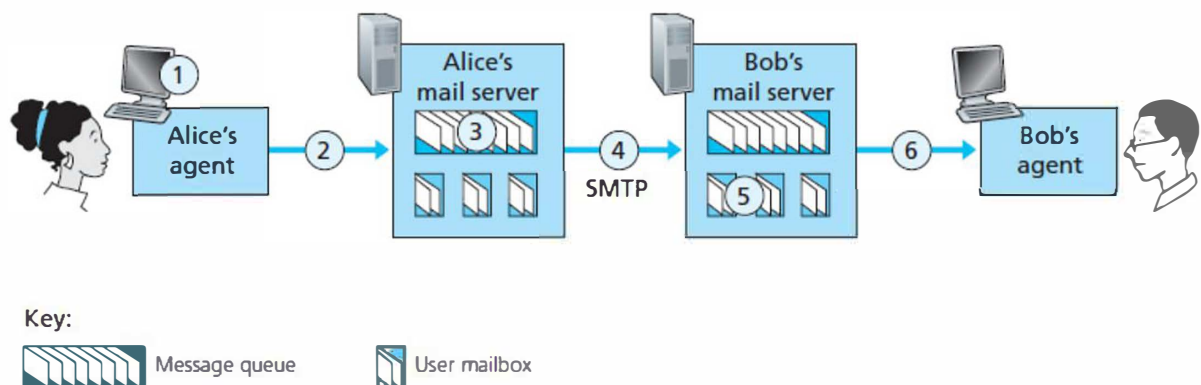 1
Alice's
agent
2
Alice's
mail server
3
4
SMTP
Bob's
mail server
5
6
Bob's
agent
Key:
Message queue
User mailbox